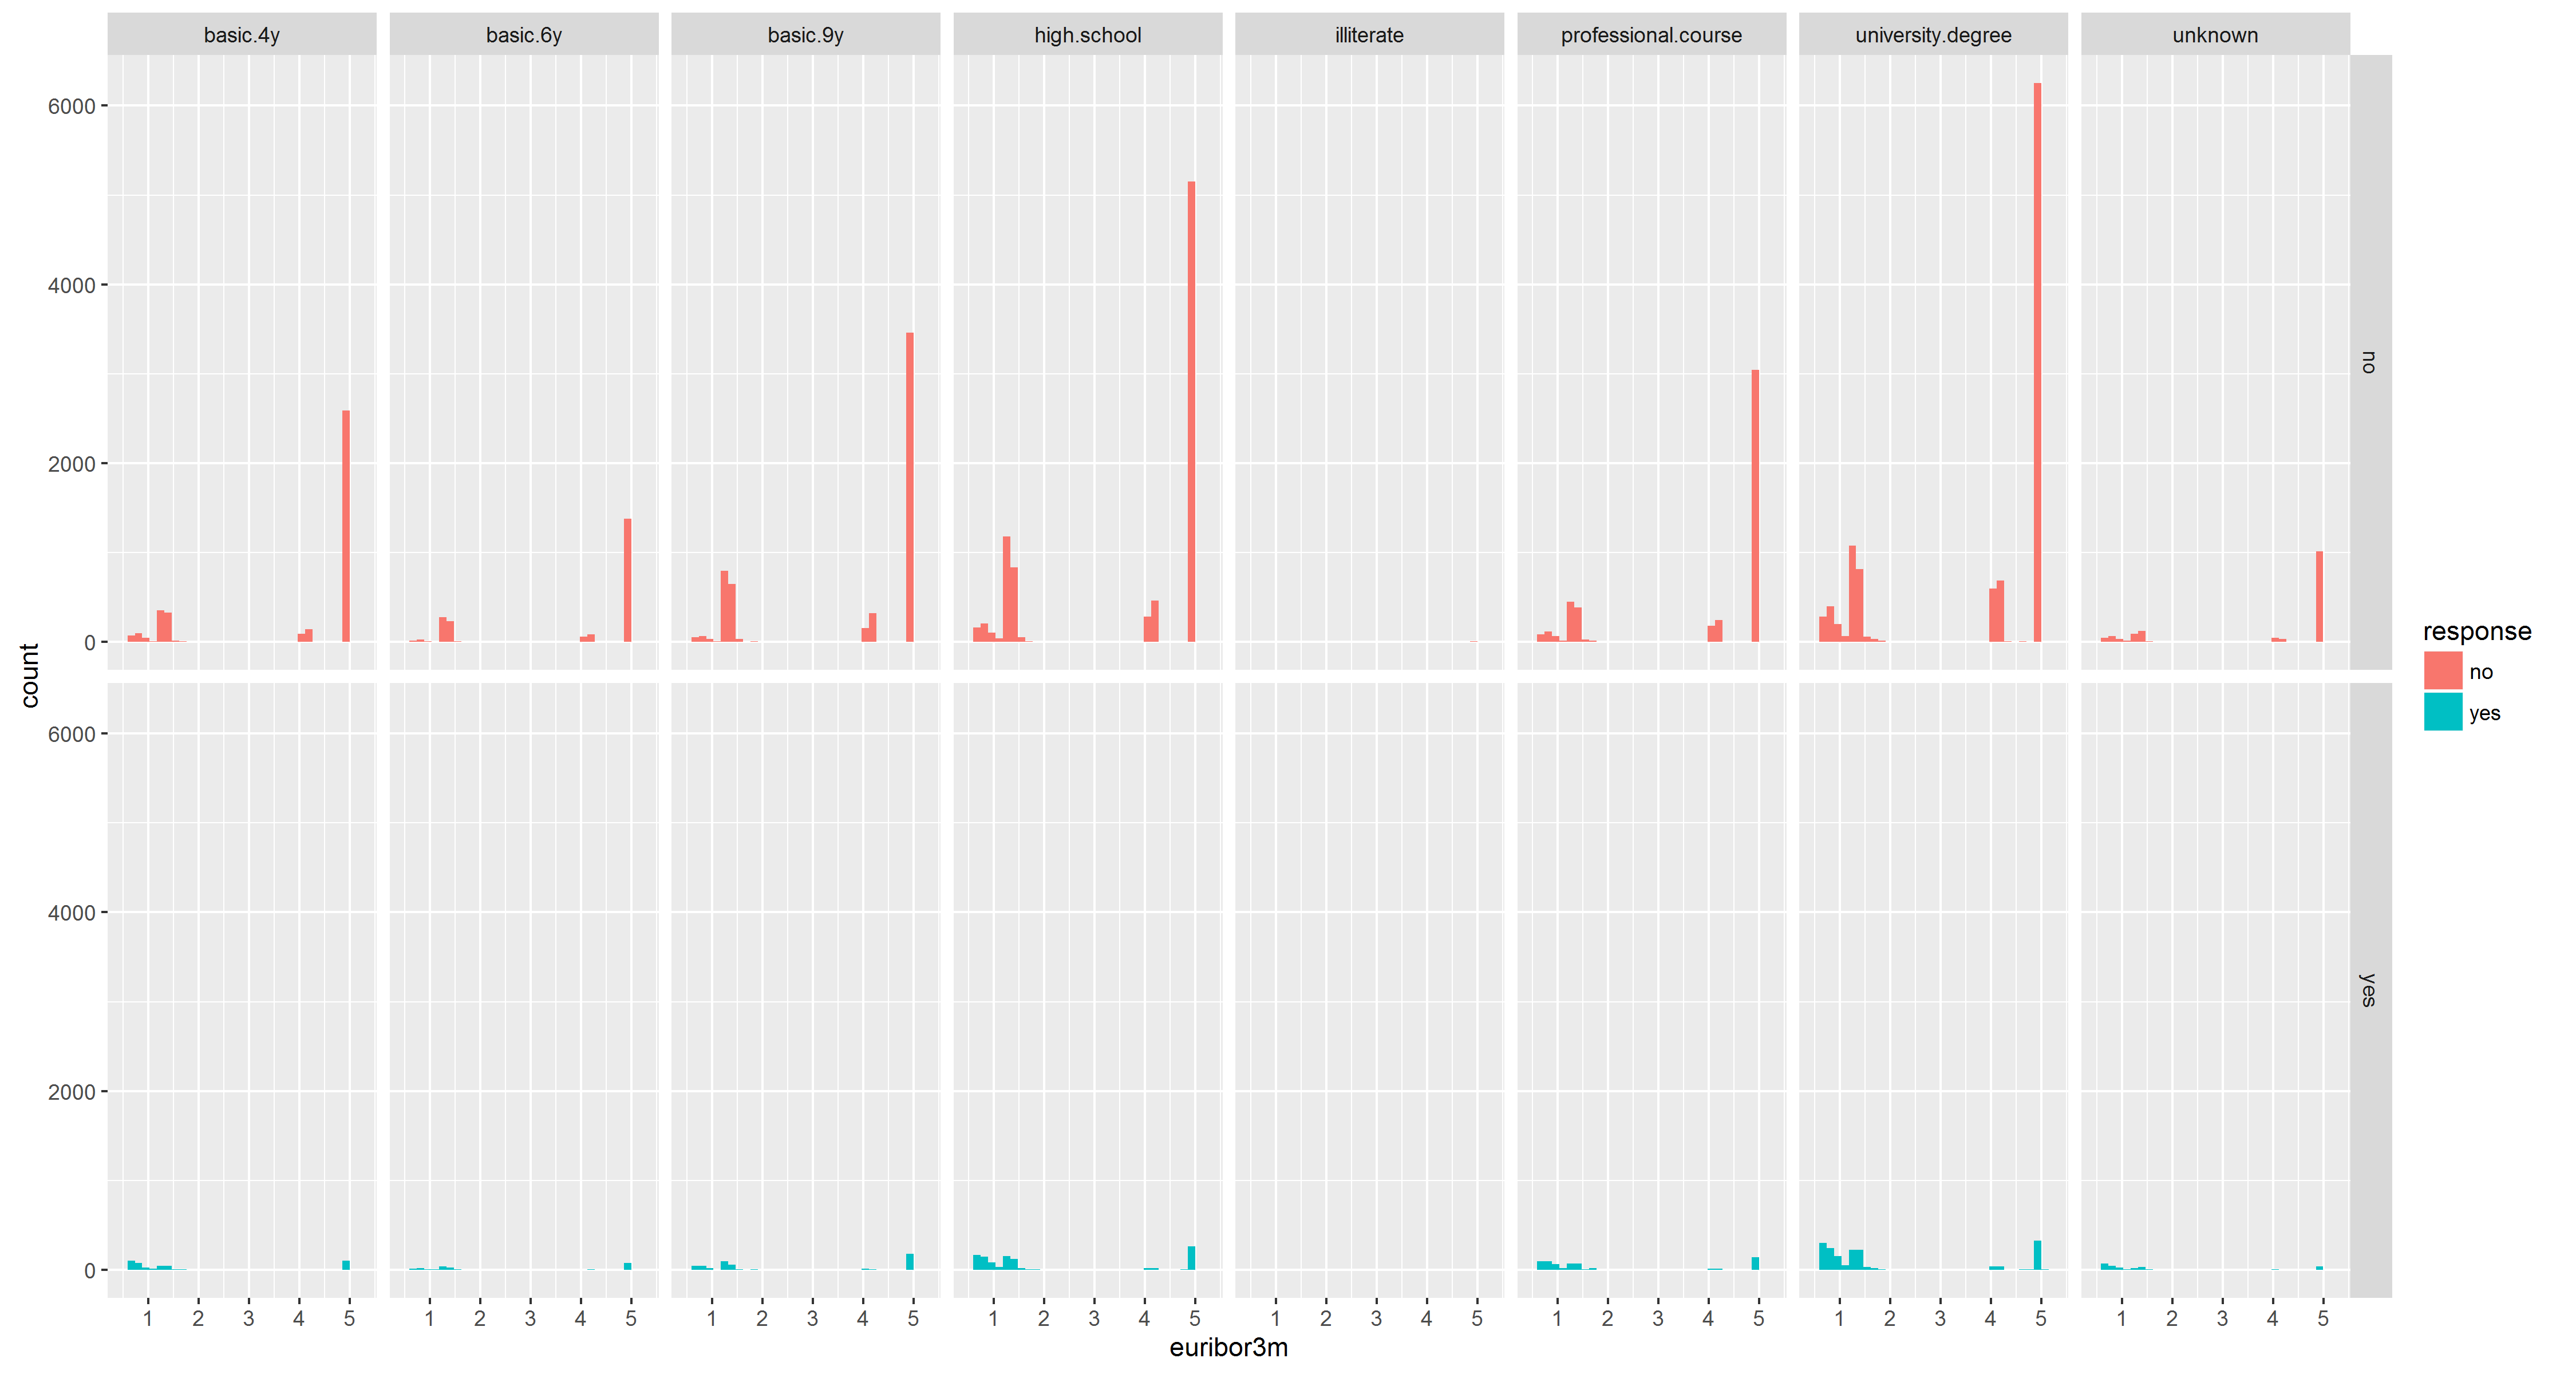 basic.4y basic.6y basic.9y high.school illiterate professional.course university.degree unknown
6000
4000
2000
0
no
6000
4000
2000
0
yes
count
1 2 3 4 5 1 2 3 4 5 1 2 3 4 5 1 2 3 4 5 1 2 3 4 5 1 2 3 4 5 1 2 3 4 5 1 2 3 4 5
euribor3m
response
no
yes